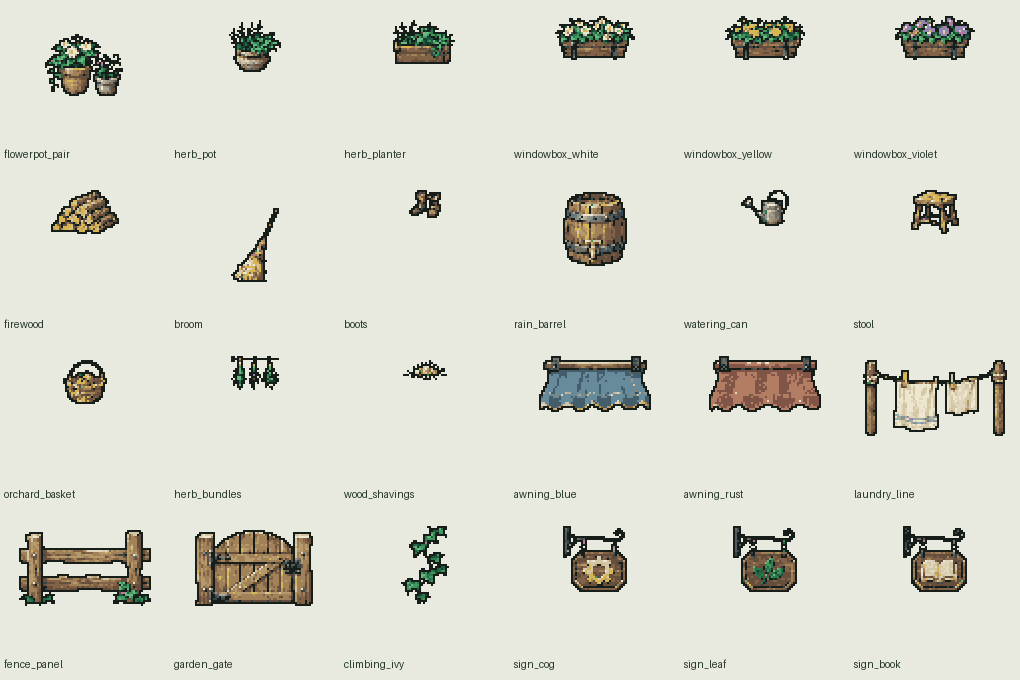 flowerpot_pair herb_pot herb_planter windowbox_white windowbox_yellow windowbox_violet
firewood broom boots rain_barrel watering_can stool
orchard_basket herb_bundles wood_shavings awning_blue awning_rust laundry_line
fence_panel garden_gate climbing_ivy sign_cog sign_leaf sign_book